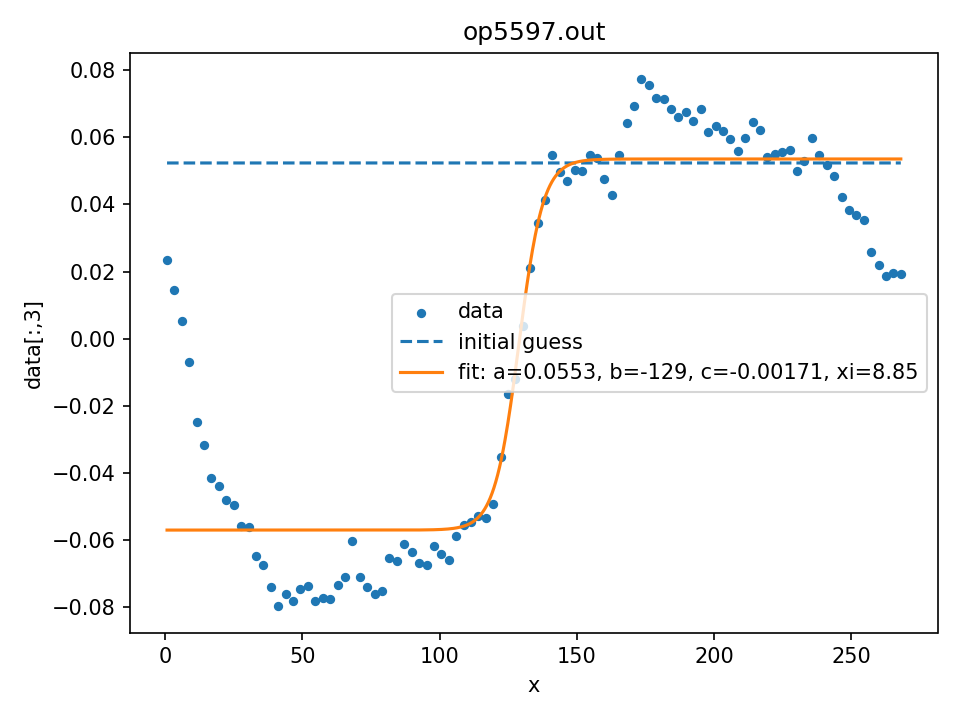 op5597.out
0.08
0.06
0.04
0.02
0.00
−0.02
−0.04
−0.06
−0.08
data[:,3]
data
initial guess
fit: a=0.0553, b=-129, c=-0.00171, xi=8.85
0 50 100 150 200 250
x